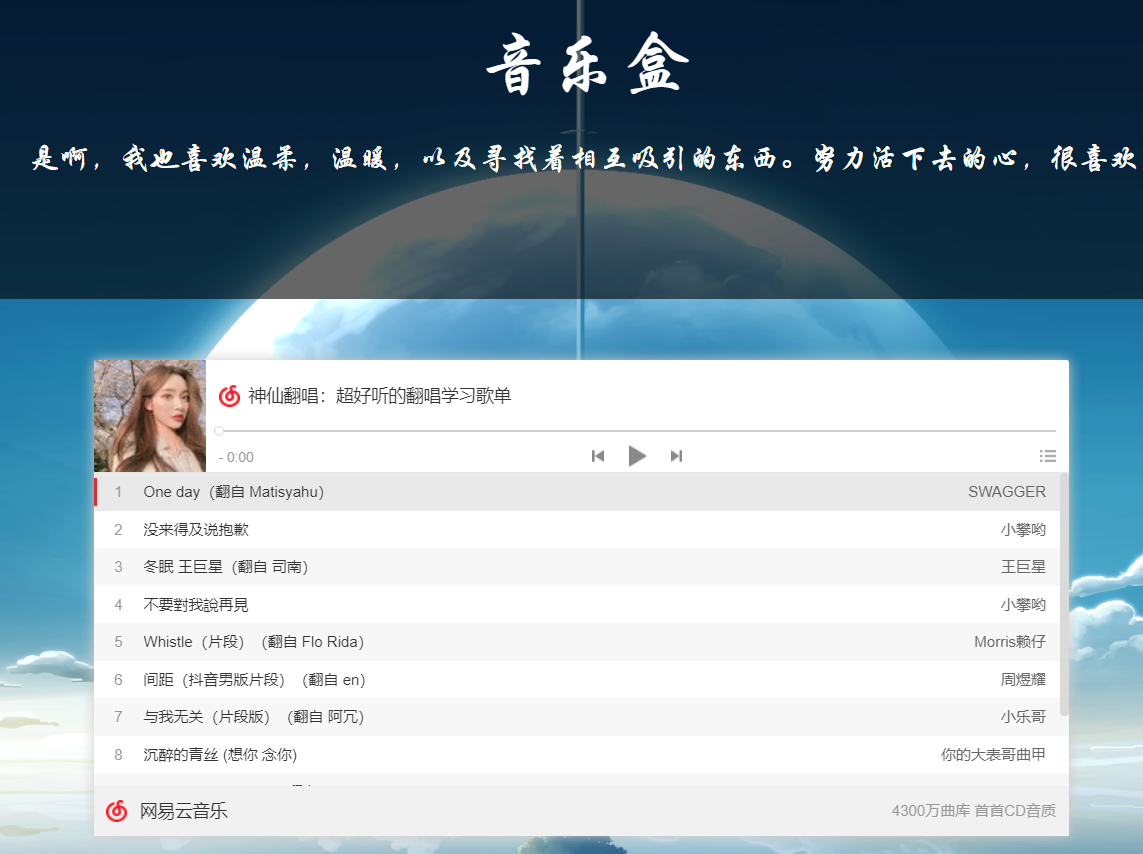 音乐盒
是啊，我也喜欢温柔，温暖，以及寻找着相互吸引的东西。努力活下去的心，很喜欢
神仙翻唱：超好听的翻唱学习歌单
- 0:00
1 One day（翻自 Matisyahu） SWAGGER
2 没来得及说抱歉 小攀哟
3 冬眠 王巨星（翻自 司南） 王巨星
4 不要對我說再見 小攀哟
5 Whistle（片段）（翻自 Flo Rida） Morris赖仔
6 间距（抖音男版片段）（翻自 en） 周煜耀
7 与我无关（片段版）（翻自 阿冗） 小乐哥
8 沉醉的青丝 (想你 念你) 你的大表哥曲甲
网易云音乐 4300万曲库 首首CD音质